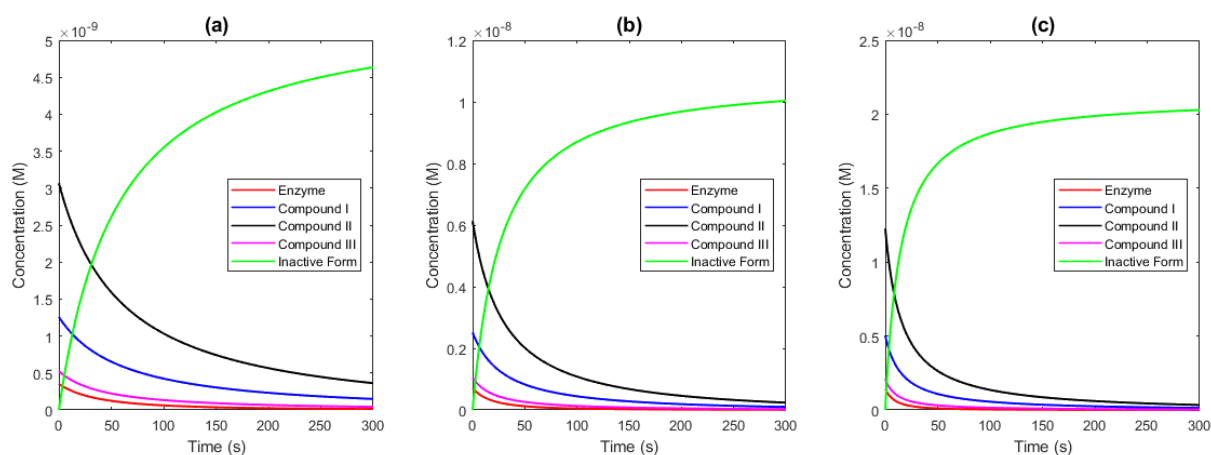 (a)
×10^-9
5
4.5
4
3.5
3
2.5
2
1.5
1
0.5
0
Concentration (M)
0 50 100 150 200 250 300
Time (s)
Enzyme
Compound I
Compound II
Compound III
Inactive Form
(b)
×10^-8
1.2
1
0.8
0.6
0.4
0.2
0
Concentration (M)
0 50 100 150 200 250 300
Time (s)
Enzyme
Compound I
Compound II
Compound III
Inactive Form
(c)
×10^-8
2.5
2
1.5
1
0.5
0
Concentration (M)
0 50 100 150 200 250 300
Time (s)
Enzyme
Compound I
Compound II
Compound III
Inactive Form